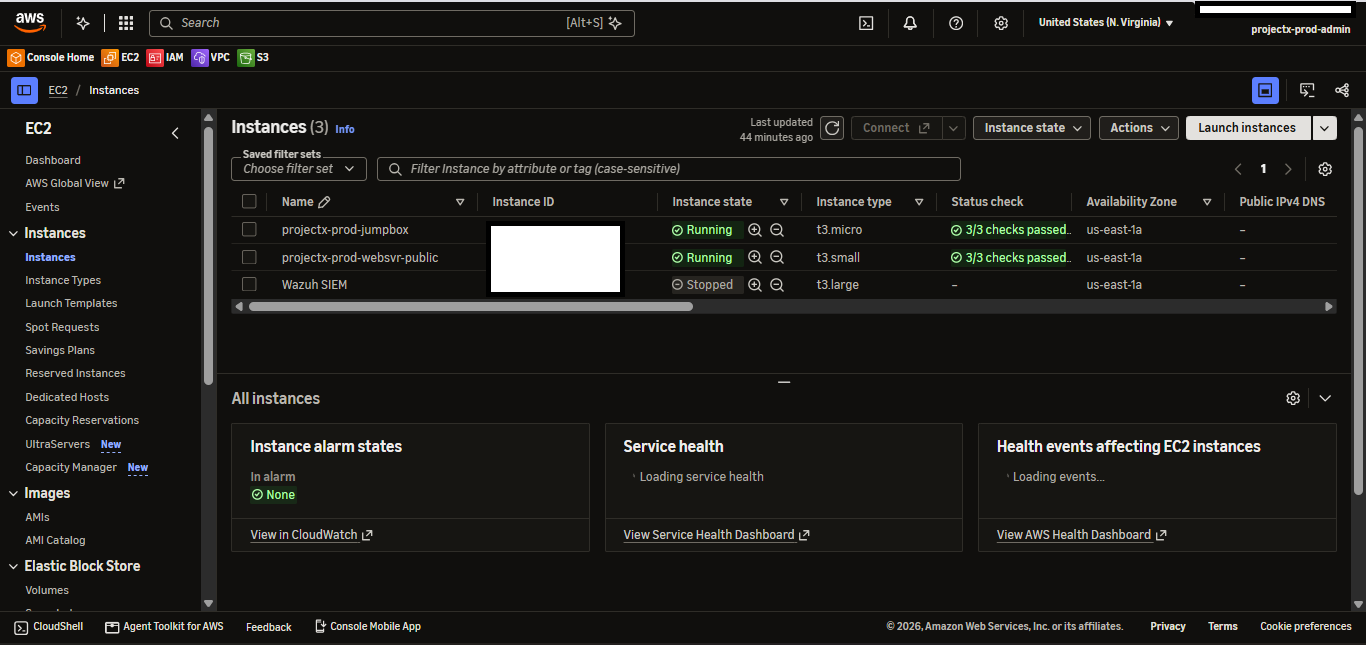 aws
Search [Alt+S]
United States (N. Virginia)
projectx-prod-admin
Console Home EC2 IAM VPC S3
EC2 / Instances
EC2
Dashboard
AWS Global View
Events
Instances
Instances
Instance Types
Launch Templates
Spot Requests
Savings Plans
Reserved Instances
Dedicated Hosts
Capacity Reservations
UltraServers New
Capacity Manager New
Images
AMIs
AMI Catalog
Elastic Block Store
Volumes
Instances (3) Info
Last updated
44 minutes ago
Connect
Instance state
Actions
Launch instances
Saved filter sets
Choose filter set
Filter Instance by attribute or tag (case-sensitive)
1
Name Instance ID Instance state Instance type Status check Availability Zone Public IPv4 DNS
projectx-prod-jumpbox Running t3.micro 3/3 checks passed.. us-east-1a –
projectx-prod-websvr-public Running t3.small 3/3 checks passed.. us-east-1a –
Wazuh SIEM Stopped t3.large – us-east-1a –
All instances
Instance alarm states
In alarm
None
View in CloudWatch
Service health
Loading service health
View Service Health Dashboard
Health events affecting EC2 instances
Loading events...
View AWS Health Dashboard
CloudShell Agent Toolkit for AWS Feedback Console Mobile App © 2026, Amazon Web Services, Inc. or its affiliates. Privacy Terms Cookie preferences